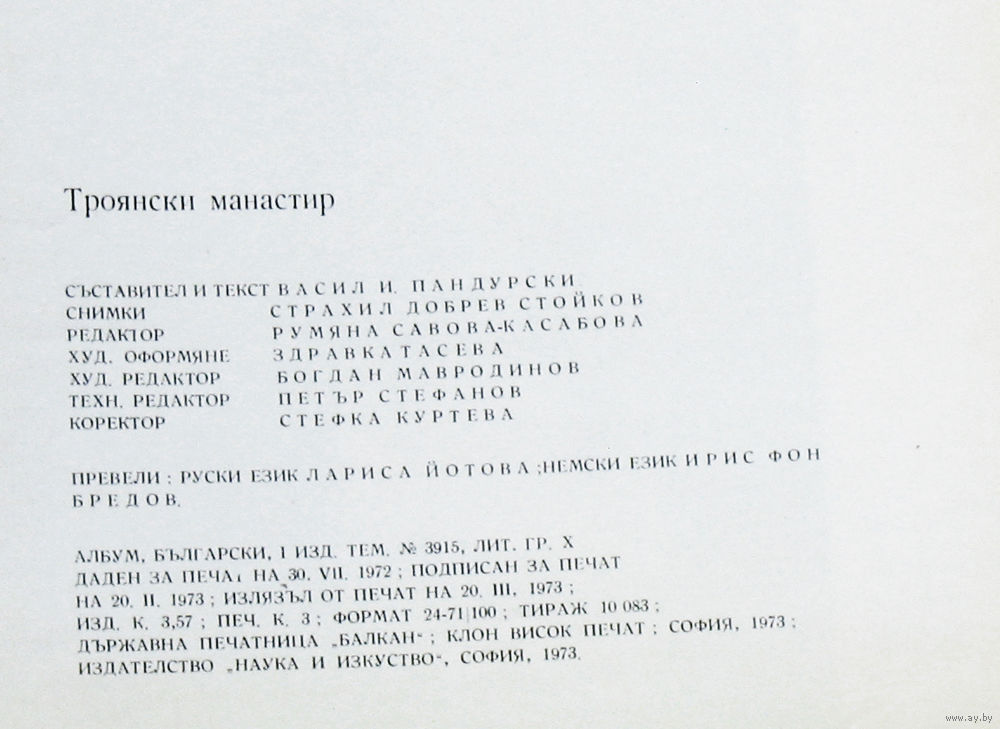 Троянски манастир
СЪСТАВИТЕЛ И ТЕКСТ ВАСИЛ И. ПАНДУРСКИ
СНИМКИ СТРАХИЛ ДОБРЕВ СТОЙКОВ
РЕДАКТОР РУМЯНА САВОВА-КАСАБОВА
ХУД. ОФОРМЯНЕ ЗДРАВКА ТАСЕВА
ХУД. РЕДАКТОР БОГДАН МАВРОДИНОВ
ТЕХН. РЕДАКТОР ПЕТЪР СТЕФАНОВ
КОРЕКТОР СТЕФКА КУРТЕВА
ПРЕВЕЛИ: РУСКИ ЕЗИК ЛАРИСА ЙОТОВА; НЕМСКИ ЕЗИК ИРИС ФОН
БРЕДОВ.
АЛБУМ, БЪЛГАРСКИ, I ИЗД. ТЕМ. № 3915, ЛИТ. ГР. X
ДАДЕН ЗА ПЕЧАТ НА 30. VII. 1972; ПОДПИСАН ЗА ПЕЧАТ
НА 20. II. 1973; ИЗЛЯЗЪЛ ОТ ПЕЧАТ НА 20. III, 1973;
ИЗД. К. 3,57; ПЕЧ. К. 3; ФОРМАТ 24-71|100; ТИРАЖ 10 083;
ДЪРЖАВНА ПЕЧАТНИЦА „БАЛКАН“; КЛОН ВИСОК ПЕЧАТ; СОФИЯ, 1973;
ИЗДАТЕЛСТВО „НАУКА И ИЗКУСТВО“, СОФИЯ, 1973.
www.ay.by